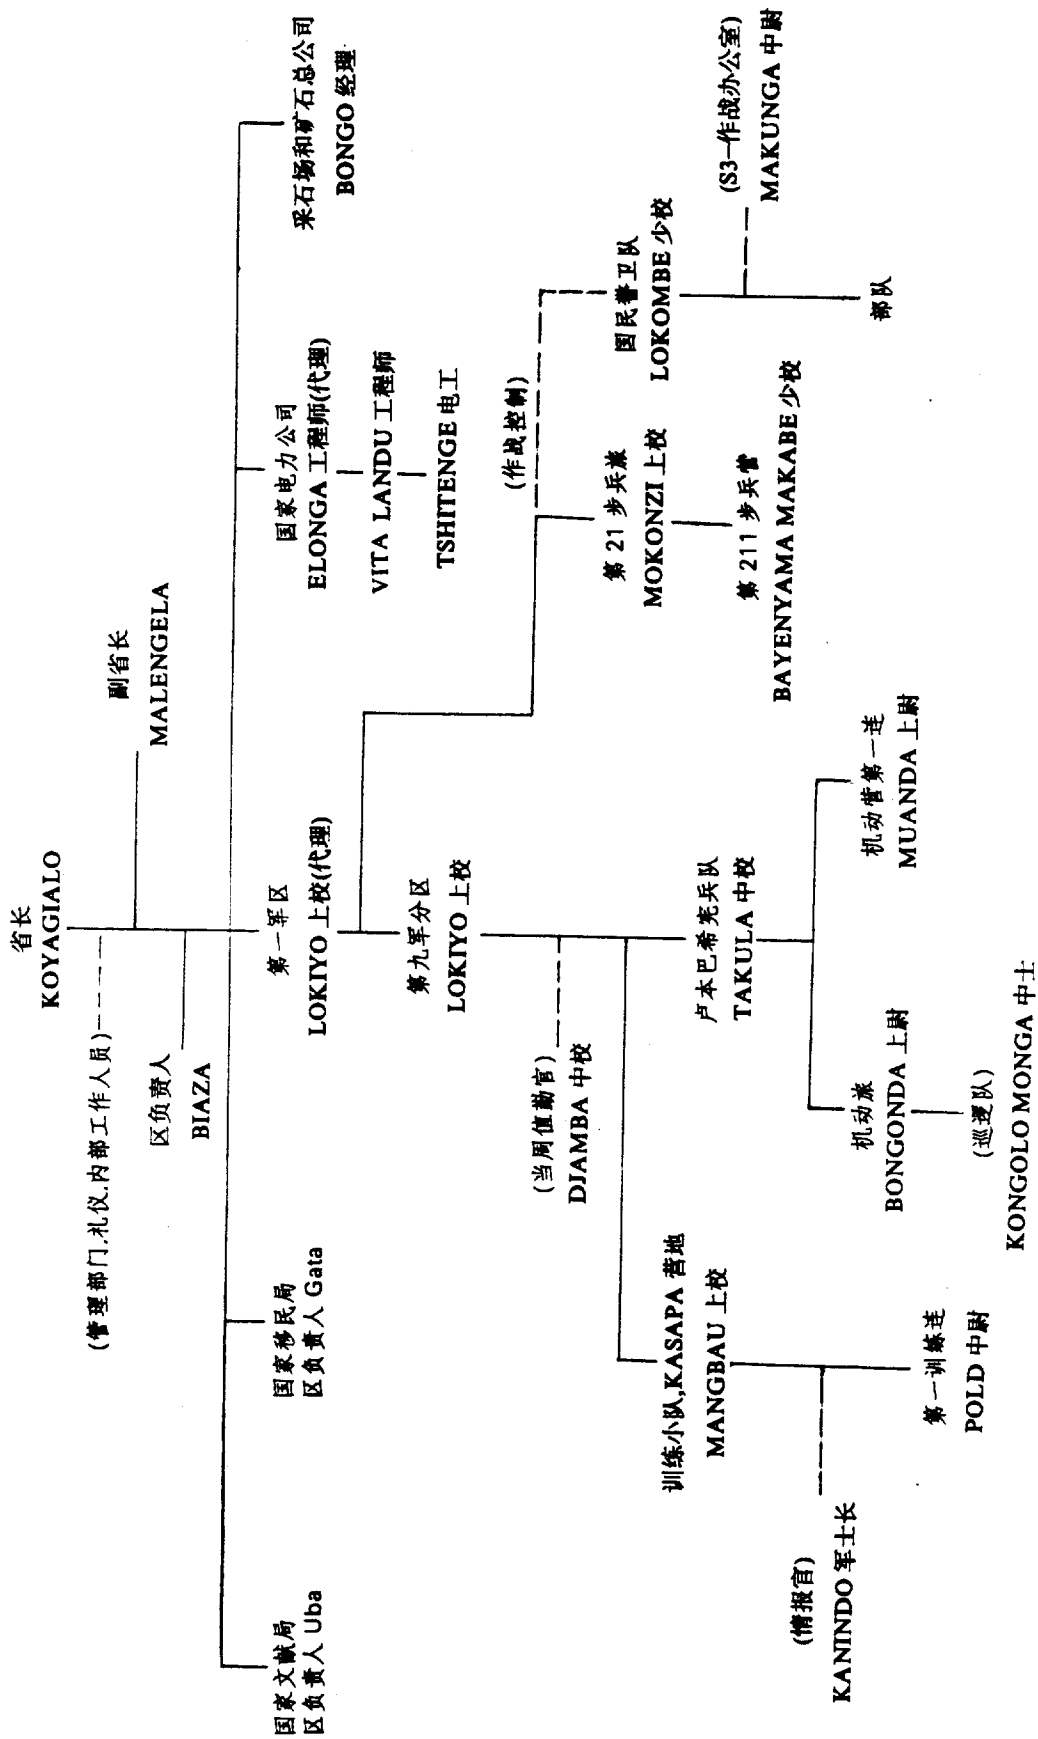 省长
KOYAGIALO
(管理部门,礼仪,内部工作人员)
副省长
MALENGELA
区负责人
BIAZA
国家文献局
区负责人 Uba
国家移民局
区负责人 Gata
第一军区
LOKIYO 上校(代理)
国家电力公司
ELONGA 工程师(代理)
VITA LANDU 工程师
TSHITENGE 电工
采石场和矿石总公司
BONGO 经理
第九军分区
LOKIYO 上校
(作战控制)
(当周值勤官)
DJAMBA 中校
第 21 步兵旅
MOKONZI 上校
国民警卫队
LOKOMBE 少校
(S3-作战办公室)
MAKUNGA 中尉
部队
第 211 步兵营
BAYENYAMA MAKABE 少校
训练小队,KASAPA 营地
MANGBAU 上校
卢本巴希宪兵队
TAKULA 中校
(情报官)
KANINDO 军士长
第一训练连
POLD 中尉
机动旅
BONGONDA 上尉
(巡逻队)
KONGOLO MONGA 中士
机动营第一连
MUANDA 上尉